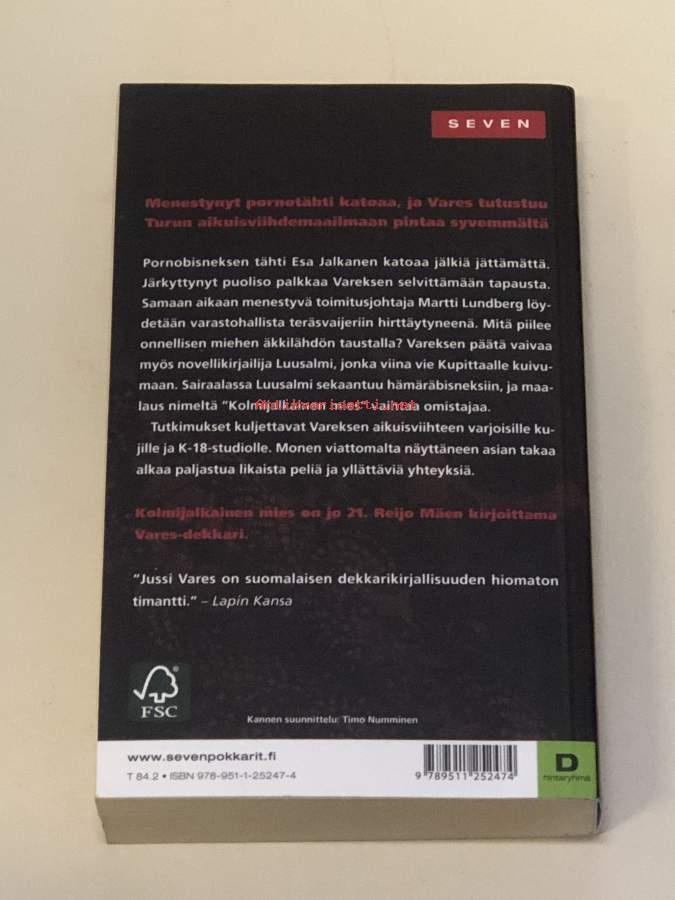 SEVEN
Menestynyt pornotähti katoaa, ja Vares tutustuu
Turun aikuisviihdemaailmaan pintaa syvemmältä
Pornobisneksen tähti Esa Jalkanen katoaa jälkiä jättämättä.
Järkyttynyt puoliso palkkaa Vareksen selvittämään tapausta.
Samaan aikaan menestyvä toimitusjohtaja Martti Lundberg löy-
detään varastohallista teräsvaijeriin hirttäytyneenä. Mitä piilee
onnellisen miehen äkkilähdön taustalla? Vareksen päätä vaivaa
myös novellikirjailija Luusalmi, jonka viina vie Kupittaalle kuivu-
maan. Sairaalassa Luusalmi sekaantuu hämäräbisneksiin, ja maa-
laus nimeltä "Kolmijalkainen mies" vaihtaa omistajaa.
Tutkimukset kuljettavat Vareksen aikuisviihteen varjoisille ku-
jille ja K-18-studiolle. Monen viattomalta näyttäneen asian takaa
alkaa paljastua likaista peliä ja yllättäviä yhteyksiä.
Kolmijalkainen mies on jo 21. Reijo Mäen kirjoittama
Vares-dekkari.
"Jussi Vares on suomalaisen dekkarikirjallisuuden hiomaton
timantti." – Lapin Kansa
FSC
Kannen suunnittelu: Timo Numminen
www.sevenpokkarit.fi
T 84.2 • ISBN 978-951-1-25247-4
9 789511 252474
D
hintaryhmä